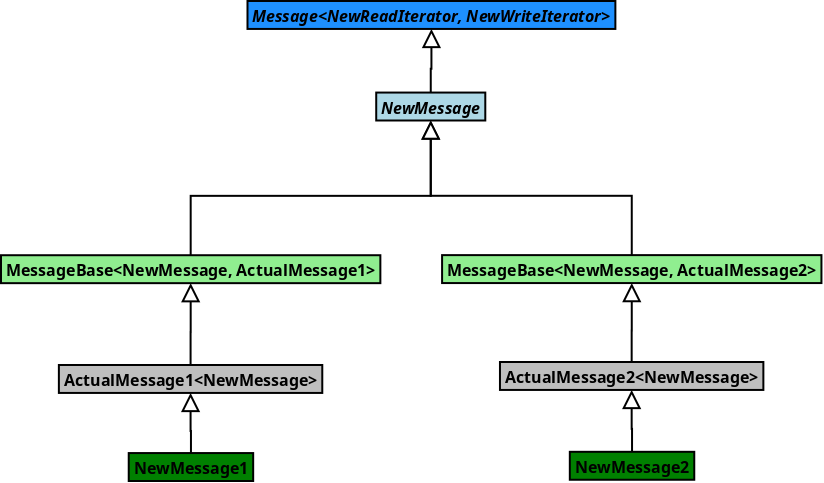 Message<NewReadIterator, NewWriteIterator>
NewMessage
MessageBase<NewMessage, ActualMessage1>
MessageBase<NewMessage, ActualMessage2>
ActualMessage1<NewMessage>
ActualMessage2<NewMessage>
NewMessage1
NewMessage2